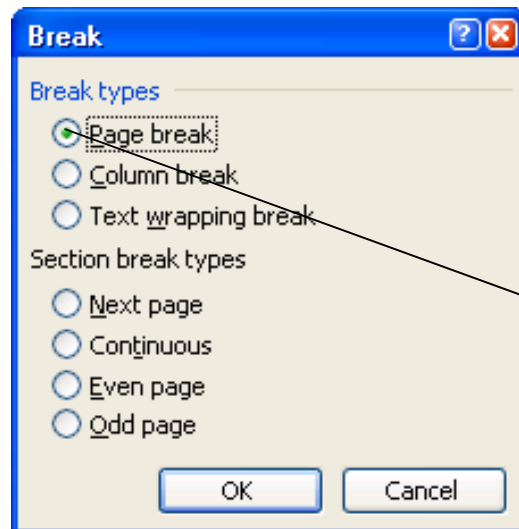 Break
Break types
Page break
Column break
Text wrapping break
Section break types
Next page
Continuous
Even page
Odd page
OK Cancel